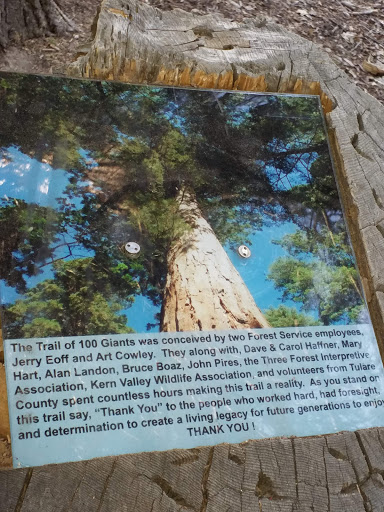 The Trail of 100 Giants was conceived by two Forest Service employees,
Jerry Eoff and Art Cowley. They along with, Dave & Carol Haffner, Mary
Hart, Alan Landon, Bruce Boaz, John Pires, the Three Forest Interpretive
Association, Kern Valley Wildlife Association, and volunteers from Tulare
County spent countless hours making this trail a reality. As you stand on
this trail say, "Thank You" to the people who worked hard, had foresight,
and determination to create a living legacy for future generations to enjoy
THANK YOU !